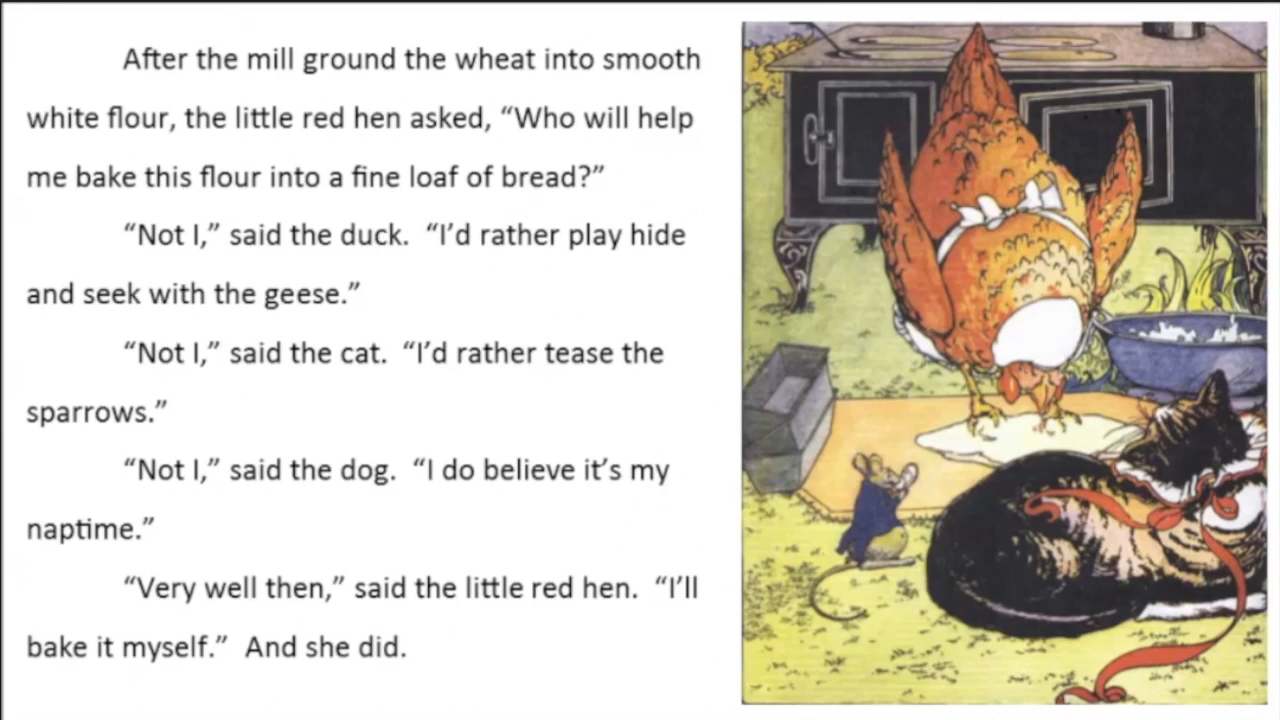 After the mill ground the wheat into smooth
white flour, the little red hen asked, “Who will help
me bake this flour into a fine loaf of bread?”
“Not I,” said the duck.  “I’d rather play hide
and seek with the geese.”
“Not I,” said the cat.  “I’d rather tease the
sparrows.”
“Not I,” said the dog.  “I do believe it’s my
naptime.”
“Very well then,” said the little red hen.  “I’ll
bake it myself.”  And she did.